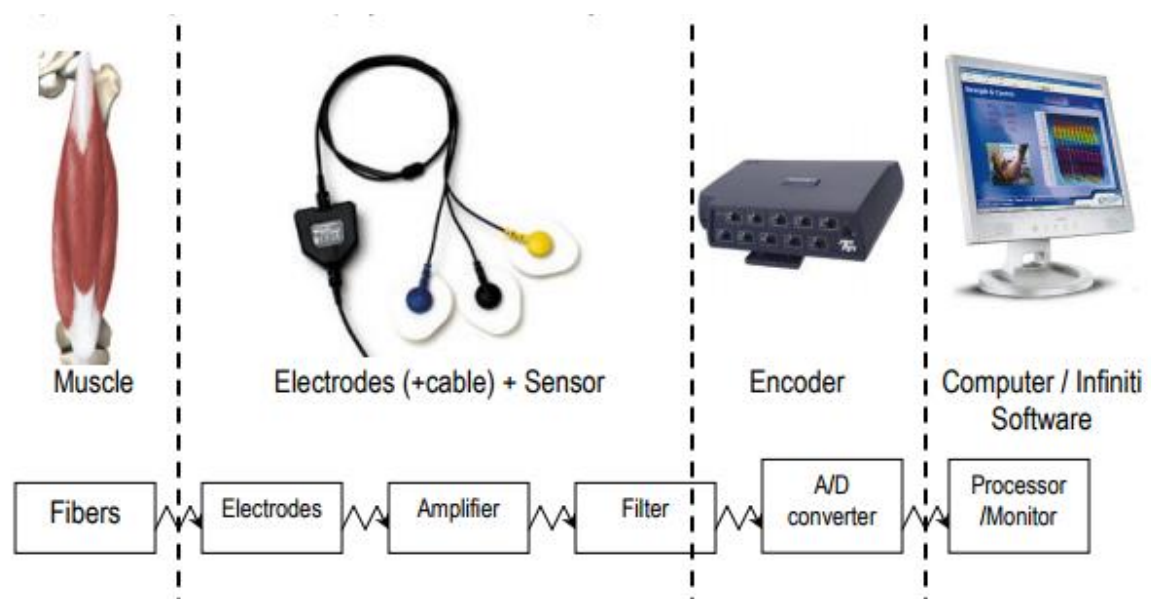 Muscle
Electrodes (+cable) + Sensor
Encoder
Computer / Infiniti
Software
Fibers
Electrodes
Amplifier
Filter
A/D
converter
Processor
/Monitor